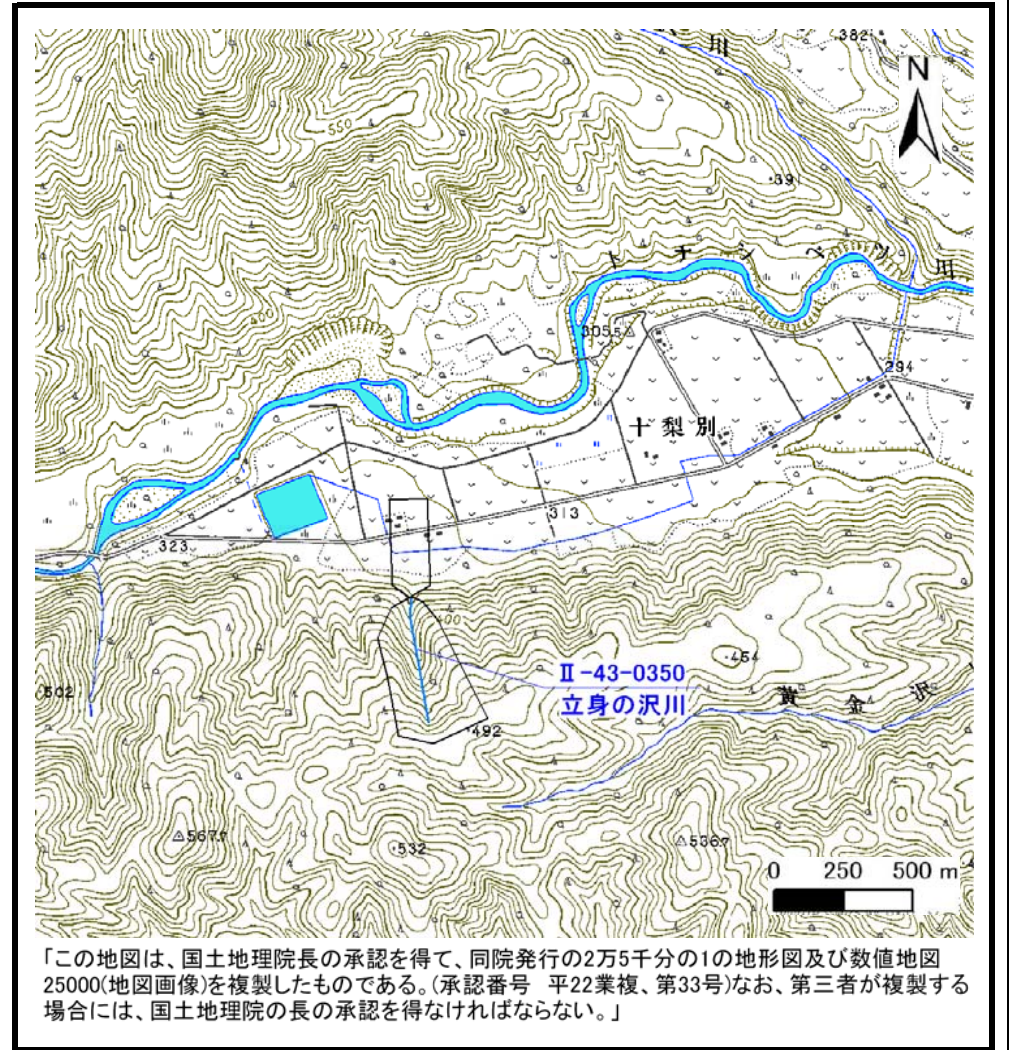 川
382
N
550
・391
トナシベツ川
400
305.5
294
十梨別
313
323
400
Ⅱ-43-0350
立身の沢川
・454
502
黄金沢
・492
567.7
・532
536.7
0 250 500 m
「この地図は、国土地理院長の承認を得て、同院発行の2万5千分の1の地形図及び数値地図
25000(地図画像)を複製したものである。(承認番号　平22業複、第33号)なお、第三者が複製する
場合には、国土地理院の長の承認を得なければならない。」